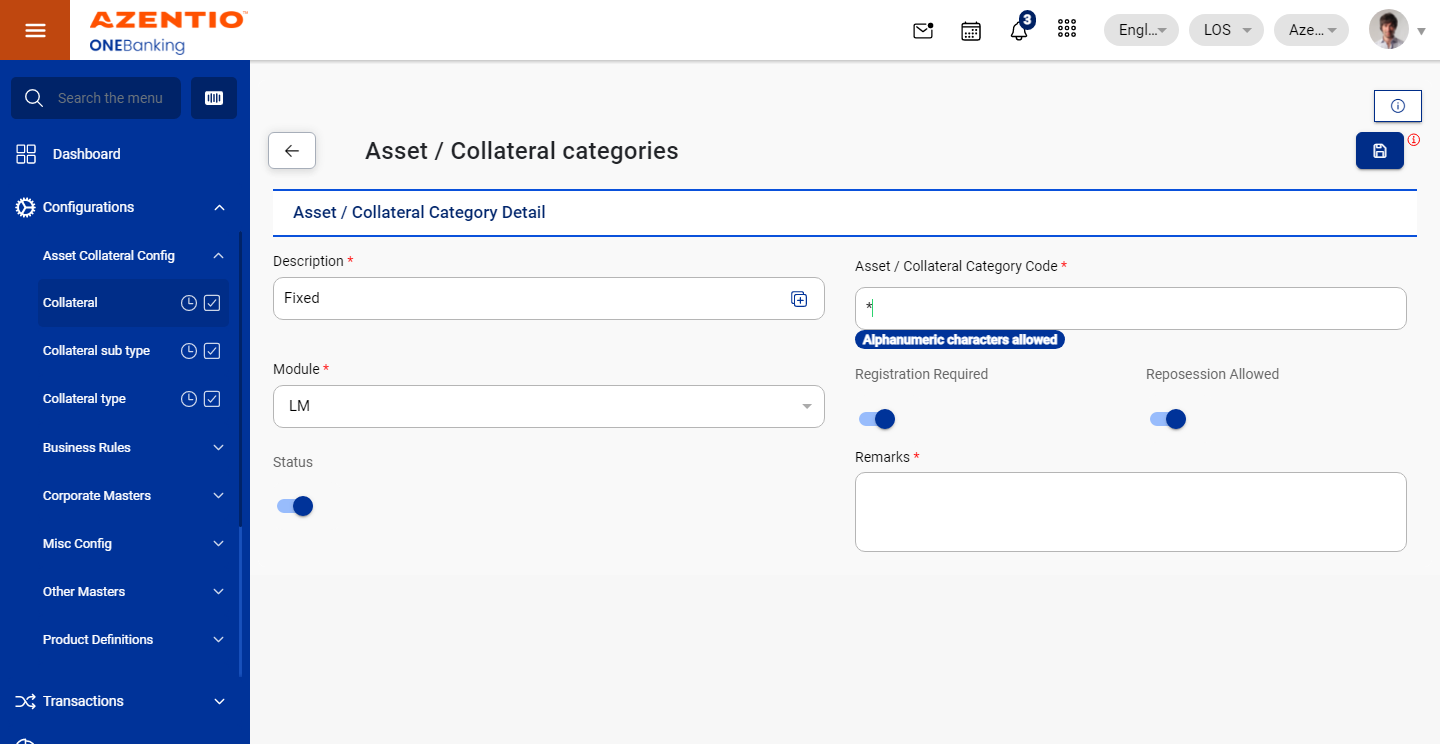 AZENTIO™
ONEBanking
3
Engl...
LOS
Aze...
Search the menu
Dashboard
Configurations
Asset Collateral Config
Collateral
Collateral sub type
Collateral type
Business Rules
Corporate Masters
Misc Config
Other Masters
Product Definitions
Transactions
Asset / Collateral categories
Asset / Collateral Category Detail
Description *
Fixed
Asset / Collateral Category Code *
*
Alphanumeric characters allowed
Module *
LM
Registration Required
Reposession Allowed
Status
Remarks *